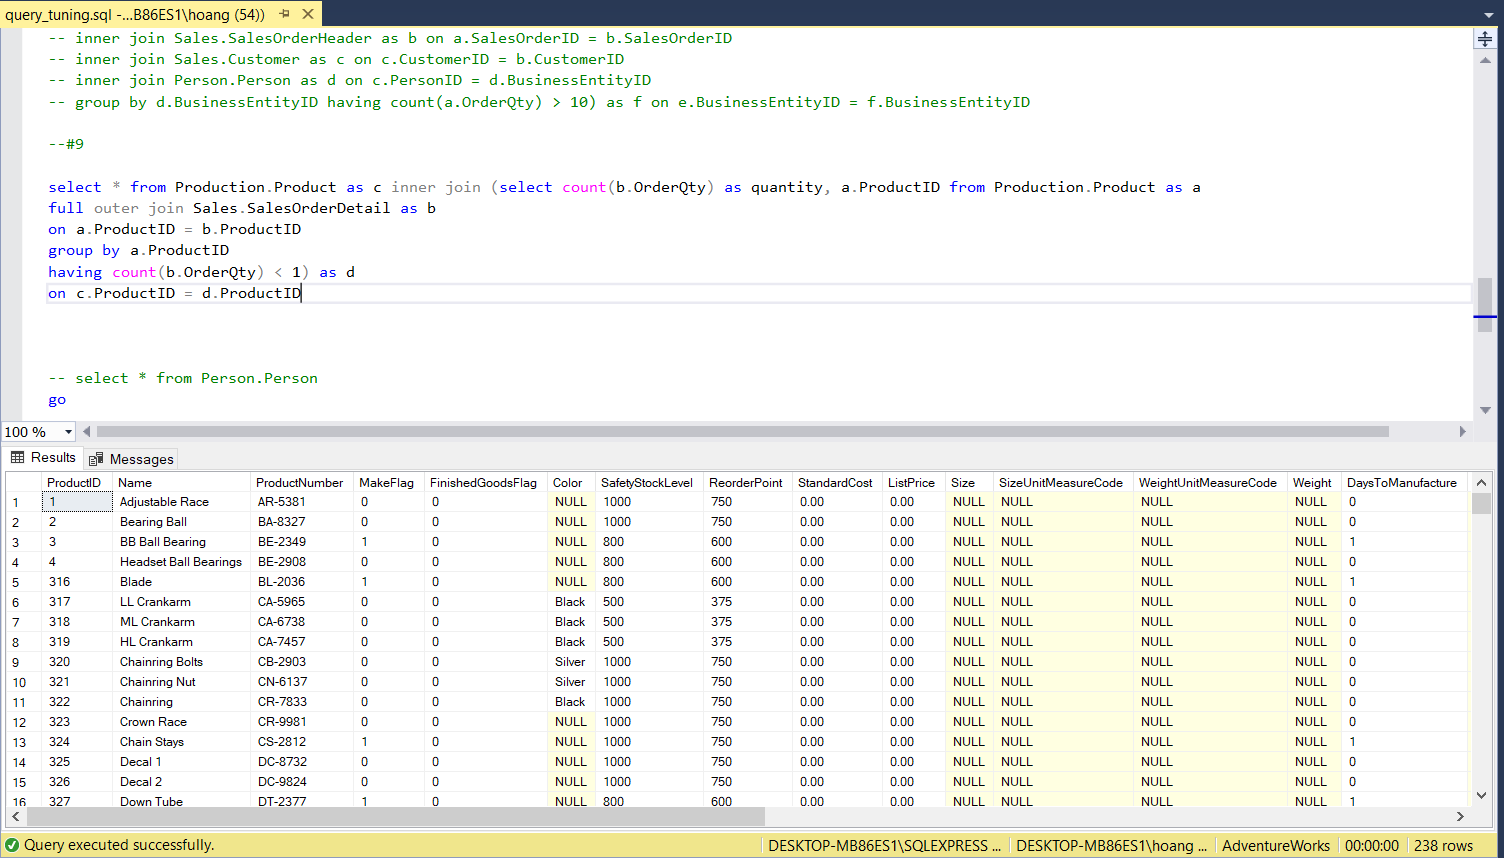 query_tuning.sql -...B86ES1\hoang (54))
-- inner join Sales.SalesOrderHeader as b on a.SalesOrderID = b.SalesOrderID
-- inner join Sales.Customer as c on c.CustomerID = b.CustomerID
-- inner join Person.Person as d on c.PersonID = d.BusinessEntityID
-- group by d.BusinessEntityID having count(a.OrderQty) > 10) as f on e.BusinessEntityID = f.BusinessEntityID
--#9
select * from Production.Product as c inner join (select count(b.OrderQty) as quantity, a.ProductID from Production.Product as a
full outer join Sales.SalesOrderDetail as b
on a.ProductID = b.ProductID
group by a.ProductID
having count(b.OrderQty) < 1) as d
on c.ProductID = d.ProductID
-- select * from Person.Person
go
100 %
Results Messages
ProductID Name ProductNumber MakeFlag FinishedGoodsFlag Color SafetyStockLevel ReorderPoint StandardCost ListPrice Size SizeUnitMeasureCode WeightUnitMeasureCode Weight DaysToManufacture
1 1 Adjustable Race AR-5381 0 0 NULL 1000 750 0.00 0.00 NULL NULL NULL NULL 0
2 2 Bearing Ball BA-8327 0 0 NULL 1000 750 0.00 0.00 NULL NULL NULL NULL 0
3 3 BB Ball Bearing BE-2349 1 0 NULL 800 600 0.00 0.00 NULL NULL NULL NULL 1
4 4 Headset Ball Bearings BE-2908 0 0 NULL 800 600 0.00 0.00 NULL NULL NULL NULL 0
5 316 Blade BL-2036 1 0 NULL 800 600 0.00 0.00 NULL NULL NULL NULL 1
6 317 LL Crankarm CA-5965 0 0 Black 500 375 0.00 0.00 NULL NULL NULL NULL 0
7 318 ML Crankarm CA-6738 0 0 Black 500 375 0.00 0.00 NULL NULL NULL NULL 0
8 319 HL Crankarm CA-7457 0 0 Black 500 375 0.00 0.00 NULL NULL NULL NULL 0
9 320 Chainring Bolts CB-2903 0 0 Silver 1000 750 0.00 0.00 NULL NULL NULL NULL 0
10 321 Chainring Nut CN-6137 0 0 Silver 1000 750 0.00 0.00 NULL NULL NULL NULL 0
11 322 Chainring CR-7833 0 0 Black 1000 750 0.00 0.00 NULL NULL NULL NULL 0
12 323 Crown Race CR-9981 0 0 NULL 1000 750 0.00 0.00 NULL NULL NULL NULL 0
13 324 Chain Stays CS-2812 1 0 NULL 1000 750 0.00 0.00 NULL NULL NULL NULL 1
14 325 Decal 1 DC-8732 0 0 NULL 1000 750 0.00 0.00 NULL NULL NULL NULL 0
15 326 Decal 2 DC-9824 0 0 NULL 1000 750 0.00 0.00 NULL NULL NULL NULL 0
16 327 Down Tube DT-2377 1 0 NULL 800 600 0.00 0.00 NULL NULL NULL NULL 1
Query executed successfully. DESKTOP-MB86ES1\SQLEXPRESS ... DESKTOP-MB86ES1\hoang ... AdventureWorks 00:00:00 238 rows